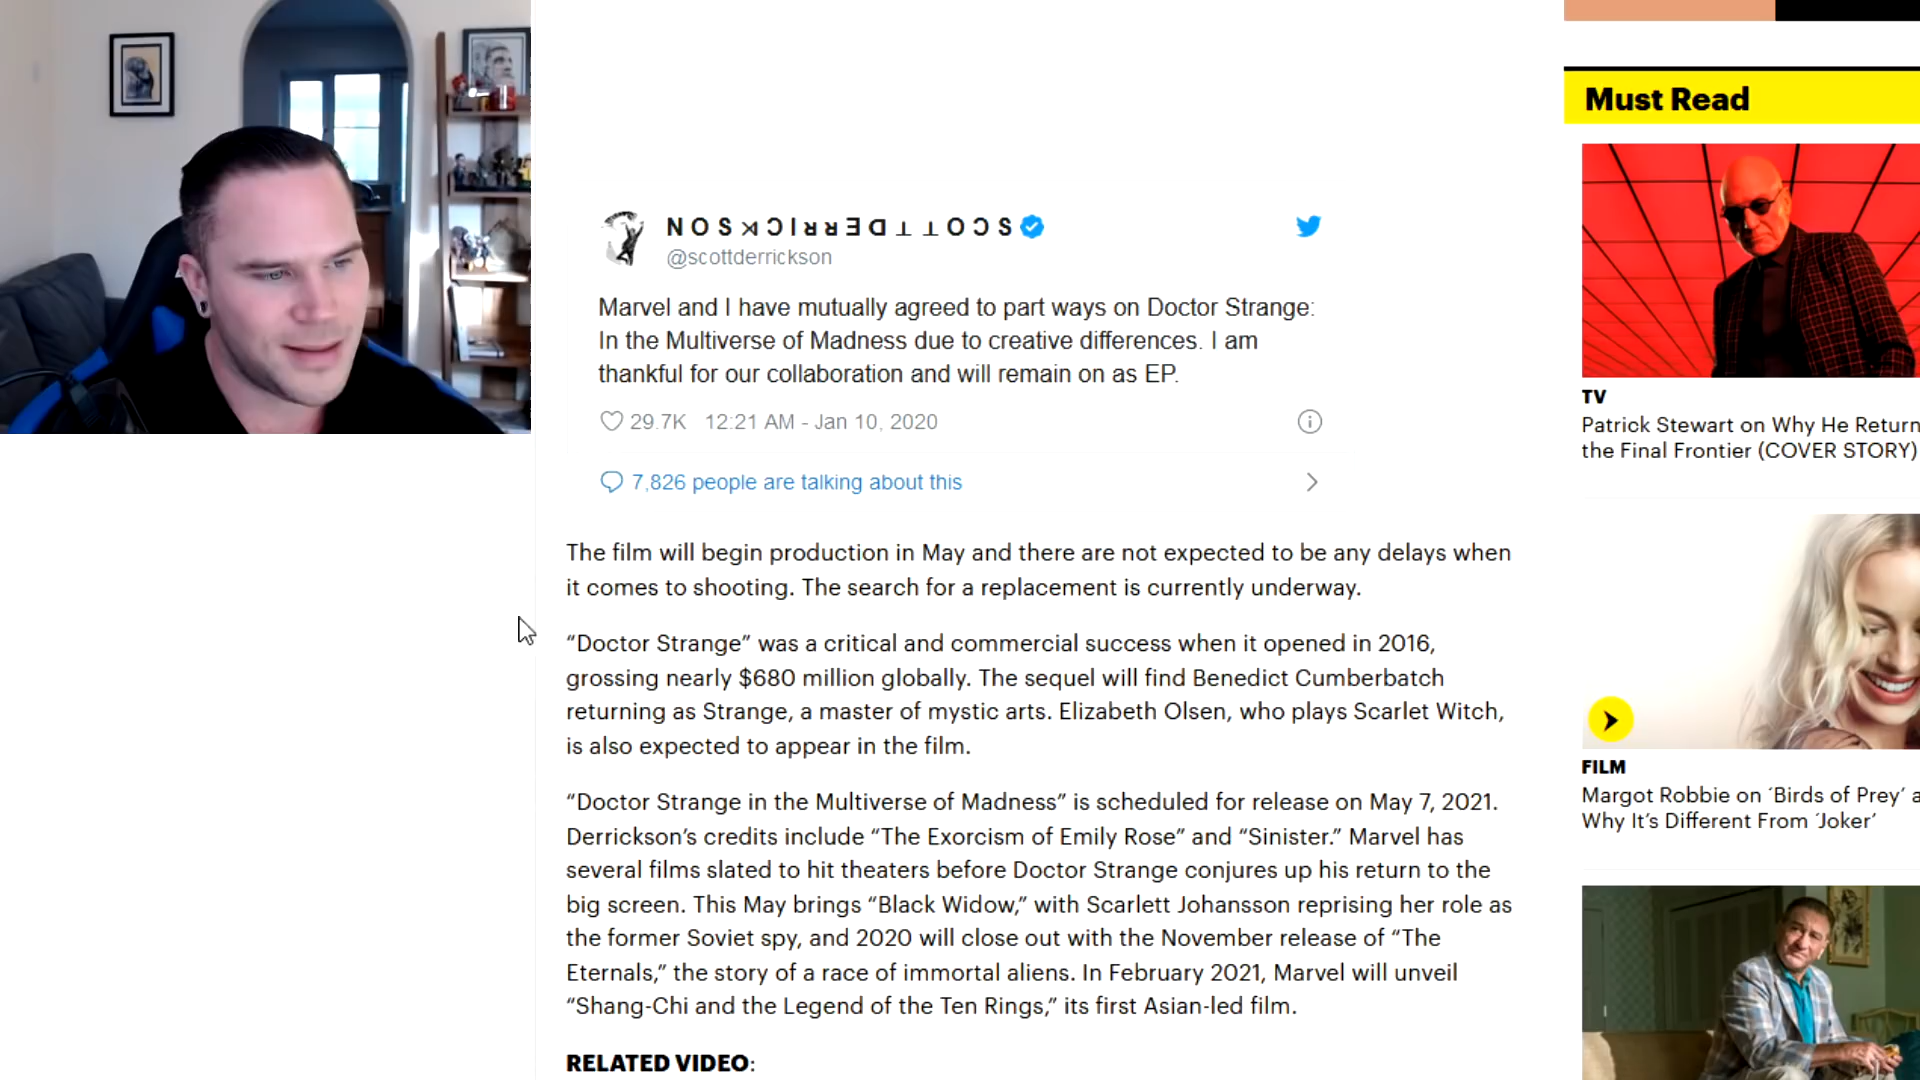 NOSʞƆIЯЯƎᗡ ⊥⊥OƆS
@scottderrickson
Marvel and I have mutually agreed to part ways on Doctor Strange:
In the Multiverse of Madness due to creative differences. I am
thankful for our collaboration and will remain on as EP.
29.7K 12:21 AM - Jan 10, 2020
7,826 people are talking about this
The film will begin production in May and there are not expected to be any delays when
it comes to shooting. The search for a replacement is currently underway.
“Doctor Strange” was a critical and commercial success when it opened in 2016,
grossing nearly $680 million globally. The sequel will find Benedict Cumberbatch
returning as Strange, a master of mystic arts. Elizabeth Olsen, who plays Scarlet Witch,
is also expected to appear in the film.
“Doctor Strange in the Multiverse of Madness” is scheduled for release on May 7, 2021.
Derrickson’s credits include “The Exorcism of Emily Rose” and “Sinister.” Marvel has
several films slated to hit theaters before Doctor Strange conjures up his return to the
big screen. This May brings “Black Widow,” with Scarlett Johansson reprising her role as
the former Soviet spy, and 2020 will close out with the November release of “The
Eternals,” the story of a race of immortal aliens. In February 2021, Marvel will unveil
“Shang-Chi and the Legend of the Ten Rings,” its first Asian-led film.
RELATED VIDEO:
Must Read
TV
Patrick Stewart on Why He Return
the Final Frontier (COVER STORY)
FILM
Margot Robbie on ‘Birds of Prey’ a
Why It’s Different From ‘Joker’